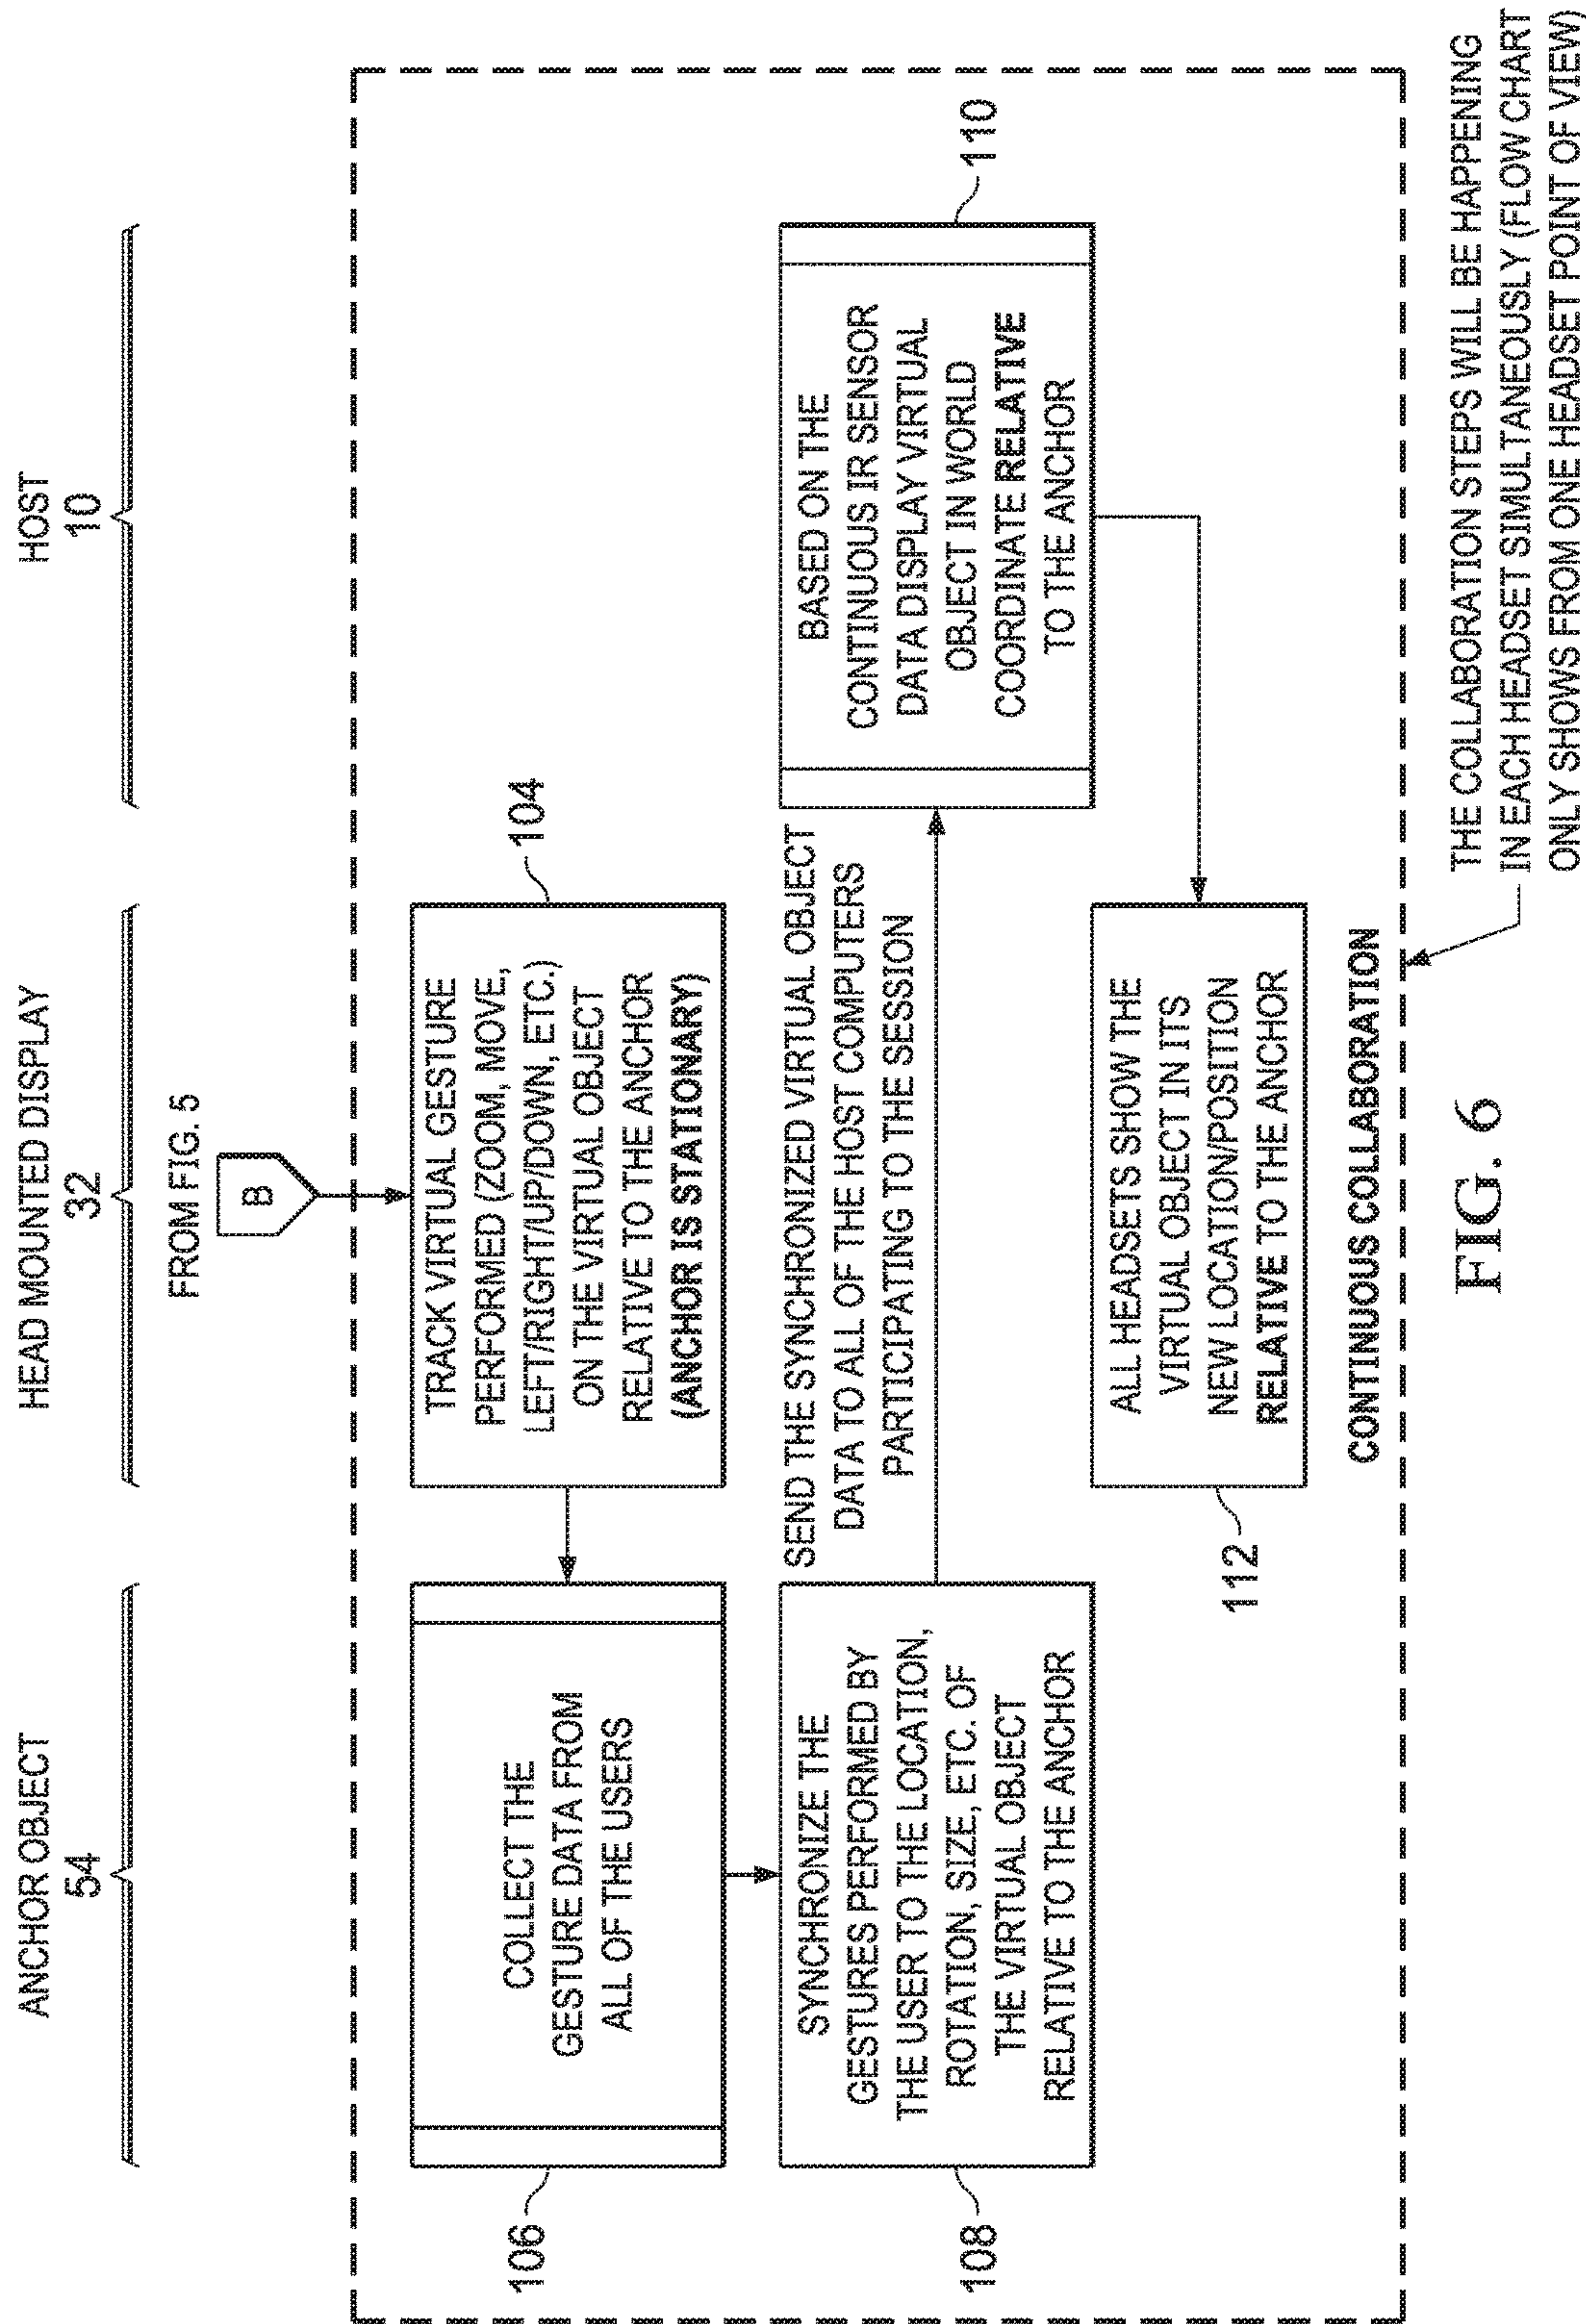 ANCHOR OBJECT
54
HEAD MOUNTED DISPLAY
32
HOST
10
FROM FIG. 5
B
TRACK VIRTUAL GESTURE
PERFORMED (ZOOM, MOVE,
LEFT/RIGHT/UP/DOWN, ETC.)
ON THE VIRTUAL OBJECT
RELATIVE TO THE ANCHOR
(ANCHOR IS STATIONARY)
104
COLLECT THE
GESTURE DATA FROM
ALL OF THE USERS
106
SYNCHRONIZE THE
GESTURES PERFORMED BY
THE USER TO THE LOCATION,
ROTATION, SIZE, ETC. OF
THE VIRTUAL OBJECT
RELATIVE TO THE ANCHOR
108
SEND THE SYNCHRONIZED VIRTUAL OBJECT
DATA TO ALL OF THE HOST COMPUTERS
PARTICIPATING TO THE SESSION
BASED ON THE
CONTINUOUS IR SENSOR
DATA DISPLAY VIRTUAL
OBJECT IN WORLD
COORDINATE RELATIVE
TO THE ANCHOR
110
ALL HEADSETS SHOW THE
VIRTUAL OBJECT IN ITS
NEW LOCATION/POSITION
RELATIVE TO THE ANCHOR
112
CONTINUOUS COLLABORATION
THE COLLABORATION STEPS WILL BE HAPPENING
IN EACH HEADSET SIMULTANEOUSLY (FLOW CHART
ONLY SHOWS FROM ONE HEADSET POINT OF VIEW)
FIG. 6